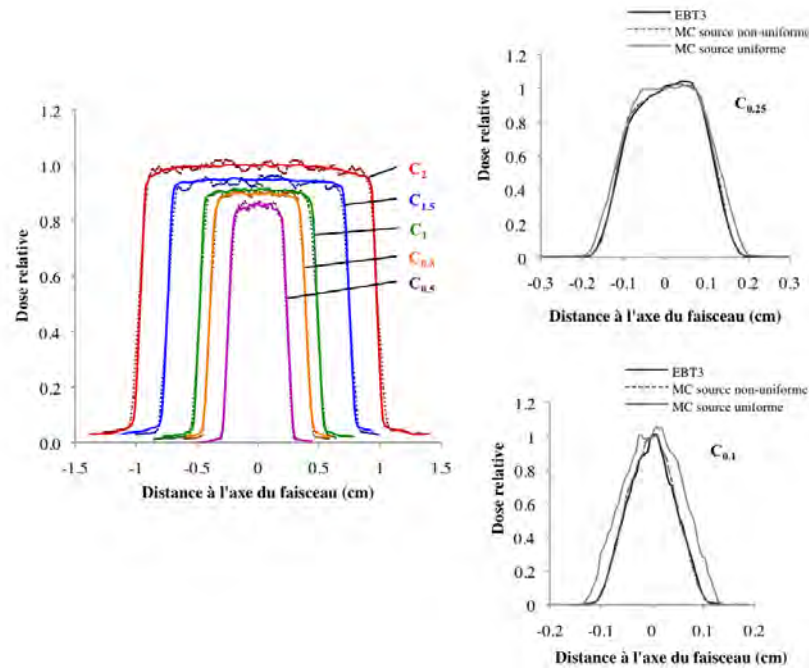 1.2
1.0
0.8
0.6
0.4
0.2
0.0
-1.5
-1
-0.5
0
0.5
1
1.5
Dose relative
Distance à l'axe du faisceau (cm)
C2
C1.5
C1
C0.8
C0.5
EBT3
MC source non-uniforme
MC source uniforme
1.2
1
0.8
0.6
0.4
0.2
0
-0.3
-0.2
-0.1
0
0.1
0.2
0.3
Dose relative
Distance à l'axe du faisceau (cm)
C0.25
EBT3
MC source non-uniforme
MC source uniforme
1.2
1
0.8
0.6
0.4
0.2
0
-0.2
-0.1
0
0.1
0.2
Dose relative
Distance à l'axe du faisceau (cm)
C0.1